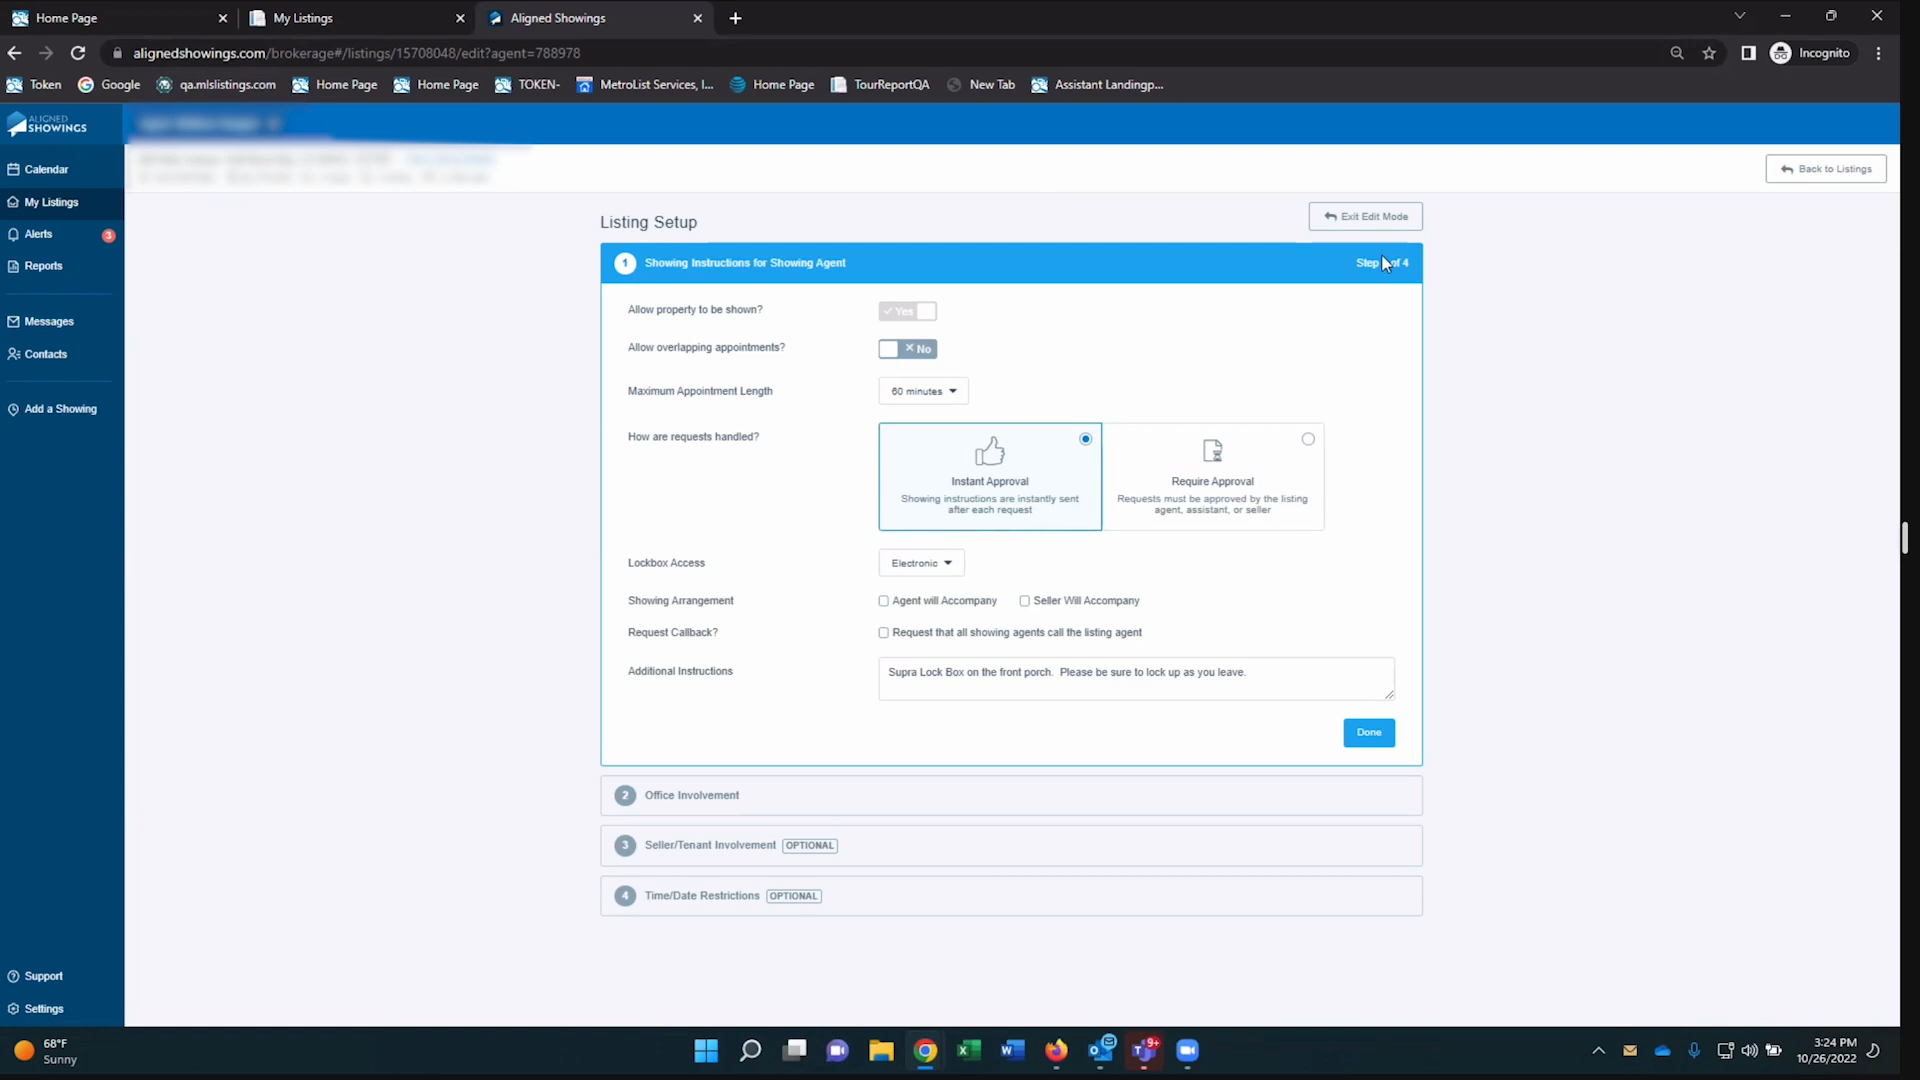 Home Page
My Listings
Aligned Showings
alignedshowings.com/brokerage#/listings/15708048/edit?agent=788978
Incognito
Token
Google
qa.mlslistings.com
Home Page
Home Page
TOKEN-
MetroList Services, I...
Home Page
TourReportQA
New Tab
Assistant Landingp...
ALIGNED
SHOWINGS
Calendar
My Listings
Alerts
3
Reports
Messages
Contacts
Add a Showing
Support
Settings
Back to Listings
Listing Setup
Exit Edit Mode
1 Showing Instructions for Showing Agent
Step of 4
Allow property to be shown?
Yes
Allow overlapping appointments?
No
Maximum Appointment Length
60 minutes
How are requests handled?
Instant Approval
Showing instructions are instantly sent
after each request
Require Approval
Requests must be approved by the listing
agent, assistant, or seller
Lockbox Access
Electronic
Showing Arrangement
Agent will Accompany
Seller Will Accompany
Request Callback?
Request that all showing agents call the listing agent
Additional Instructions
Supra Lock Box on the front porch.  Please be sure to lock up as you leave.
Done
2 Office Involvement
3 Seller/Tenant Involvement OPTIONAL
4 Time/Date Restrictions OPTIONAL
68°F
Sunny
9+
3:24 PM
10/26/2022